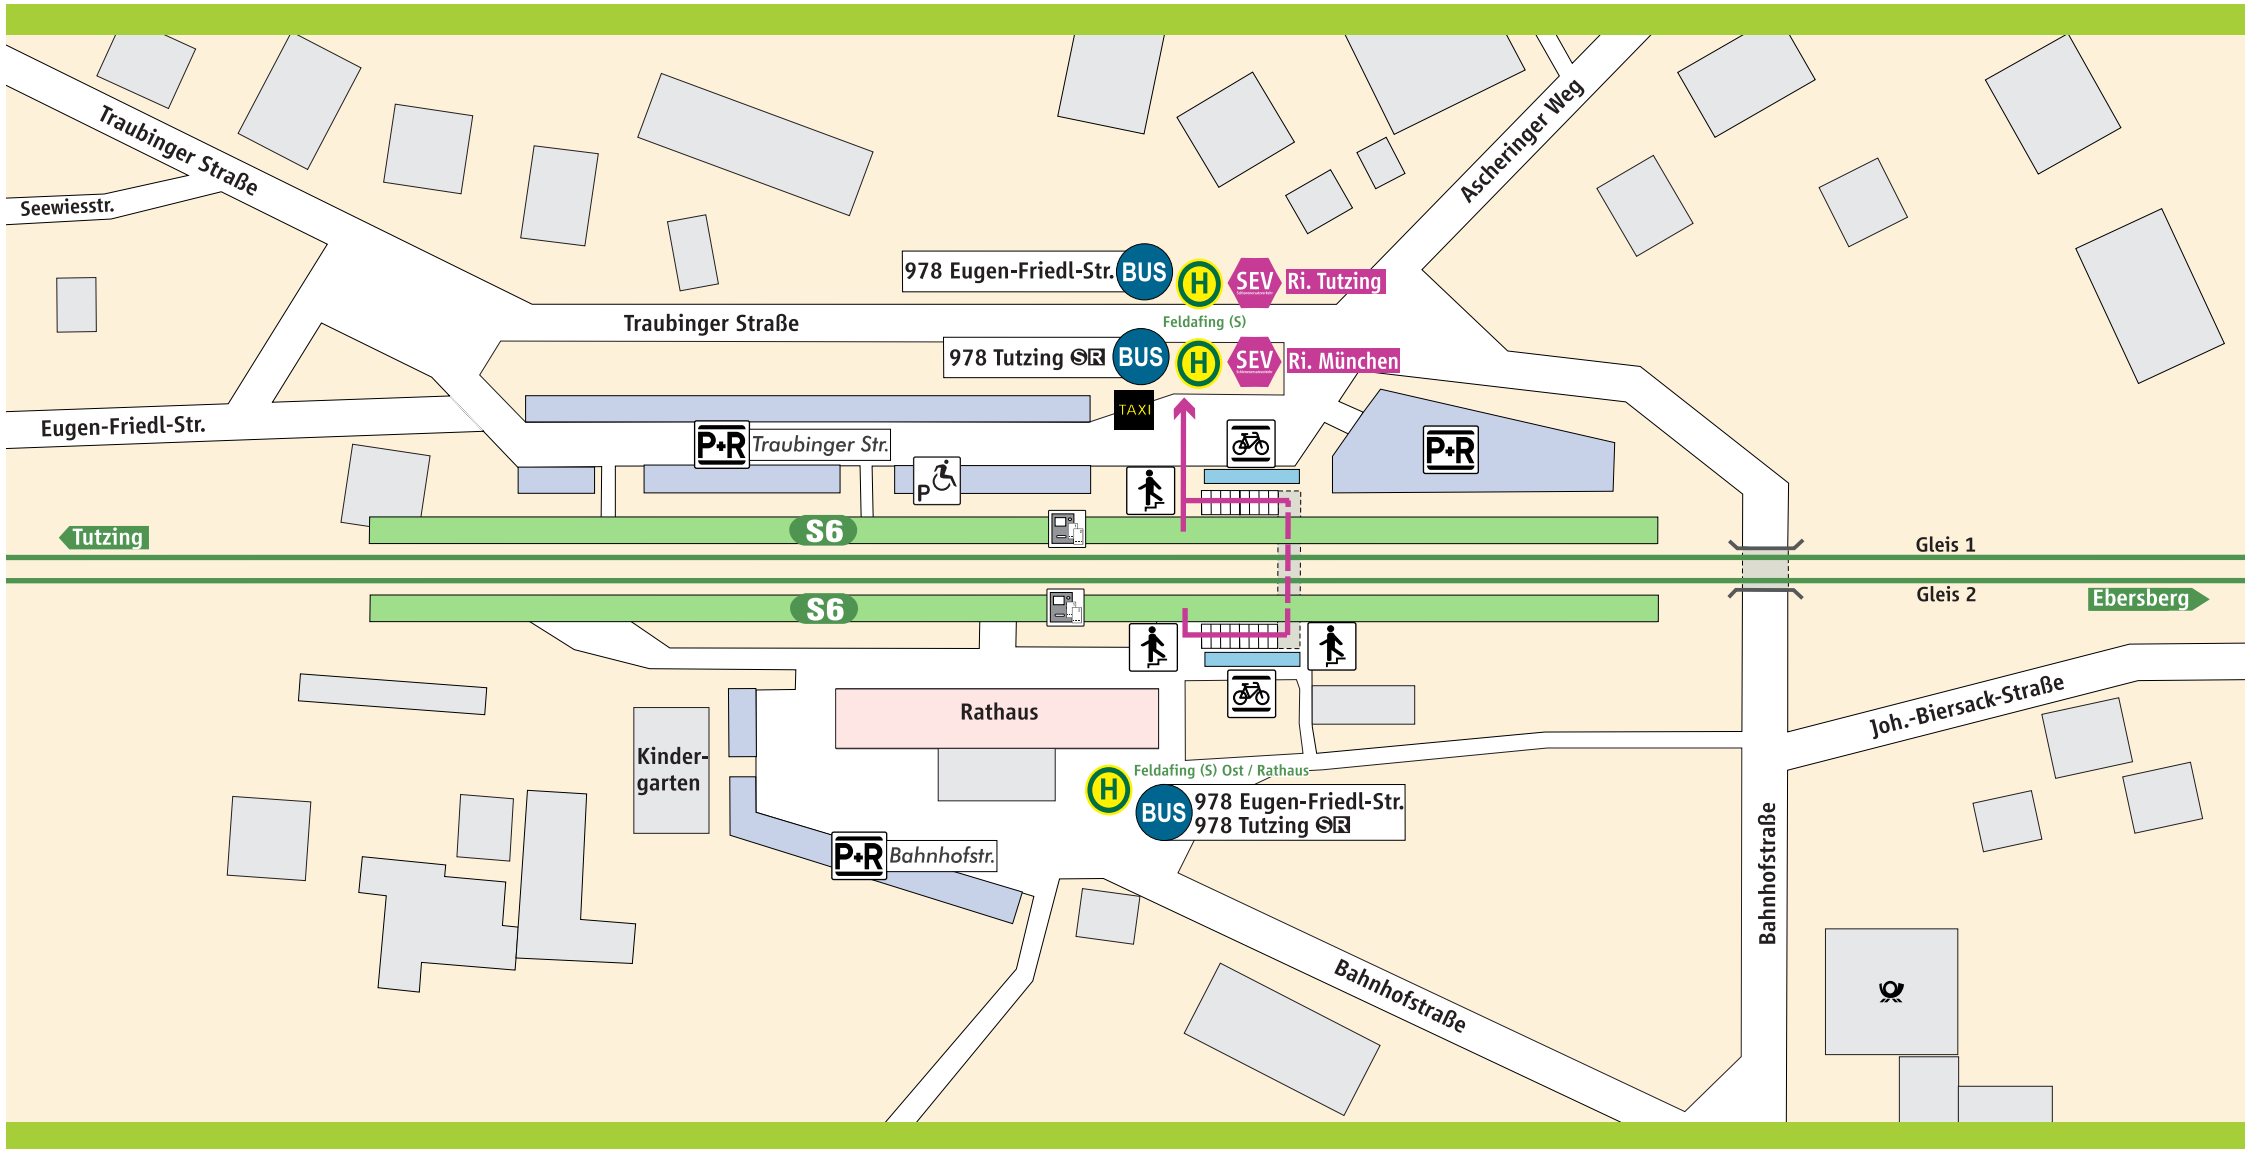 Traubinger Straße
Seewiesstr.
Ascheringer Weg
978 Eugen-Friedl-Str. BUS H SEV Ri. Tutzing
Traubinger Straße
Feldafing (S)
978 Tutzing SR BUS H SEV Ri. München
TAXI
Eugen-Friedl-Str.
P+R Traubinger Str.
P+R
P
S6
Tutzing
Gleis 1
Gleis 2
S6
Ebersberg
Joh.-Biersack-Straße
Rathaus
Kinder-
garten
Feldafing (S) Ost / Rathaus
H
BUS
978 Eugen-Friedl-Str.
978 Tutzing SR
P+R Bahnhofstr.
Bahnhofstraße
Bahnhofstraße